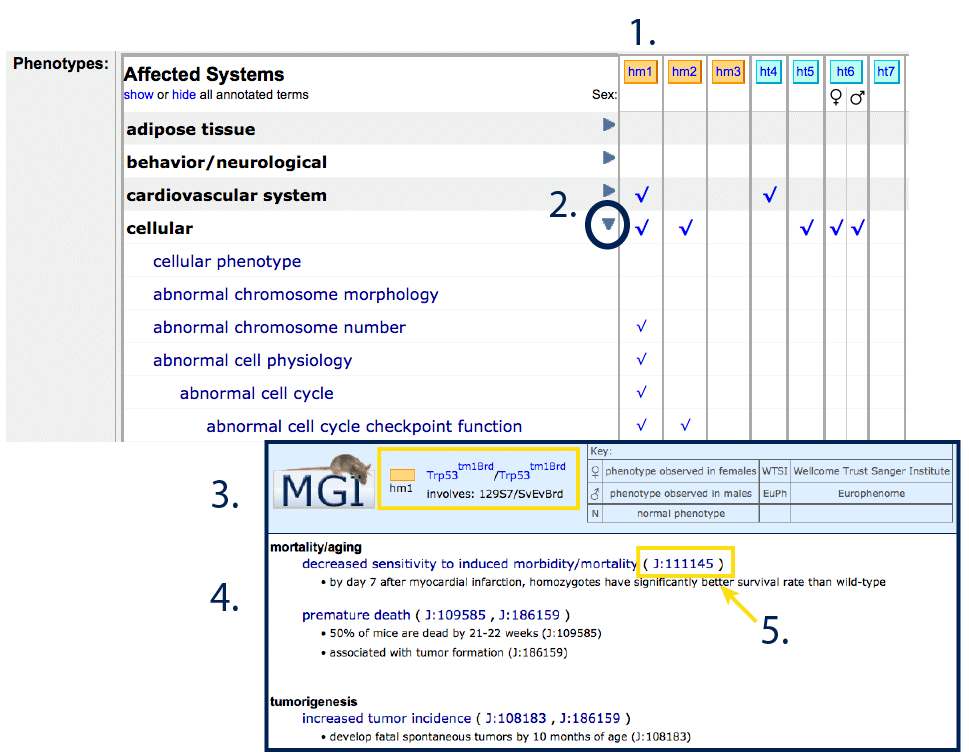 1.
Phenotypes:
Affected Systems
show or hide all annotated terms
Sex:
hm1 hm2 hm3 ht4 ht5 ht6 ht7
♀ ♂
adipose tissue
behavior/neurological
cardiovascular system √ √
2.
cellular √ √ √ √ √
cellular phenotype
abnormal chromosome morphology
abnormal chromosome number √
abnormal cell physiology √
abnormal cell cycle √
abnormal cell cycle checkpoint function √ √
3.
MGI
hm1
Trp53tm1Brd/Trp53tm1Brd
involves: 129S7/SvEvBrd
Key:
♀ phenotype observed in females WTSI Wellcome Trust Sanger Institute
♂ phenotype observed in males EuPh Europhenome
N normal phenotype
4.
mortality/aging
decreased sensitivity to induced morbidity/mortality ( J:111145 )
• by day 7 after myocardial infarction, homozygotes have significantly better survival rate than wild-type
5.
premature death ( J:109585 , J:186159 )
• 50% of mice are dead by 21-22 weeks (J:109585)
• associated with tumor formation (J:186159)
tumorigenesis
increased tumor incidence ( J:108183 , J:186159 )
• develop fatal spontaneous tumors by 10 months of age (J:108183)